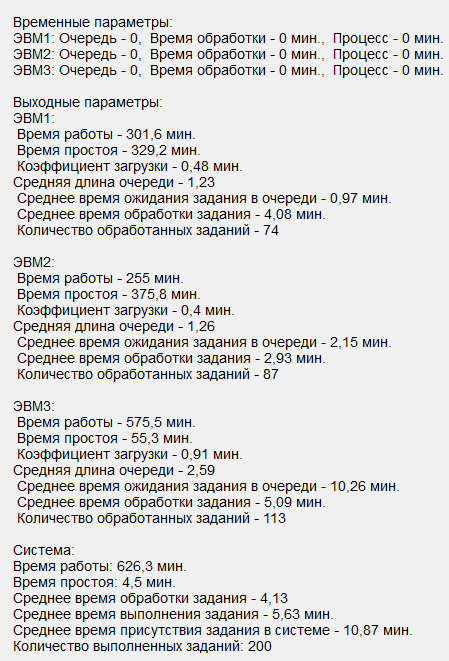 Временные параметры:
ЭВМ1: Очередь - 0, Время обработки - 0 мин., Процесс - 0 мин.
ЭВМ2: Очередь - 0, Время обработки - 0 мин., Процесс - 0 мин.
ЭВМ3: Очередь - 0, Время обработки - 0 мин., Процесс - 0 мин.
Выходные параметры:
ЭВМ1:
Время работы - 301,6 мин.
Время простоя - 329,2 мин.
Коэффициент загрузки - 0,48 мин.
Средняя длина очереди - 1,23
Среднее время ожидания задания в очереди - 0,97 мин.
Среднее время обработки задания - 4,08 мин.
Количество обработанных заданий - 74
ЭВМ2:
Время работы - 255 мин.
Время простоя - 375,8 мин.
Коэффициент загрузки - 0,4 мин.
Средняя длина очереди - 1,26
Среднее время ожидания задания в очереди - 2,15 мин.
Среднее время обработки задания - 2,93 мин.
Количество обработанных заданий - 87
ЭВМ3:
Время работы - 575,5 мин.
Время простоя - 55,3 мин.
Коэффициент загрузки - 0,91 мин.
Средняя длина очереди - 2,59
Среднее время ожидания задания в очереди - 10,26 мин.
Среднее время обработки задания - 5,09 мин.
Количество обработанных заданий - 113
Система:
Время работы: 626,3 мин.
Время простоя: 4,5 мин.
Среднее время обработки задания - 4,13
Среднее время выполнения задания - 5,63 мин.
Среднее время присутствия задания в системе - 10,87 мин.
Количество выполненных заданий: 200